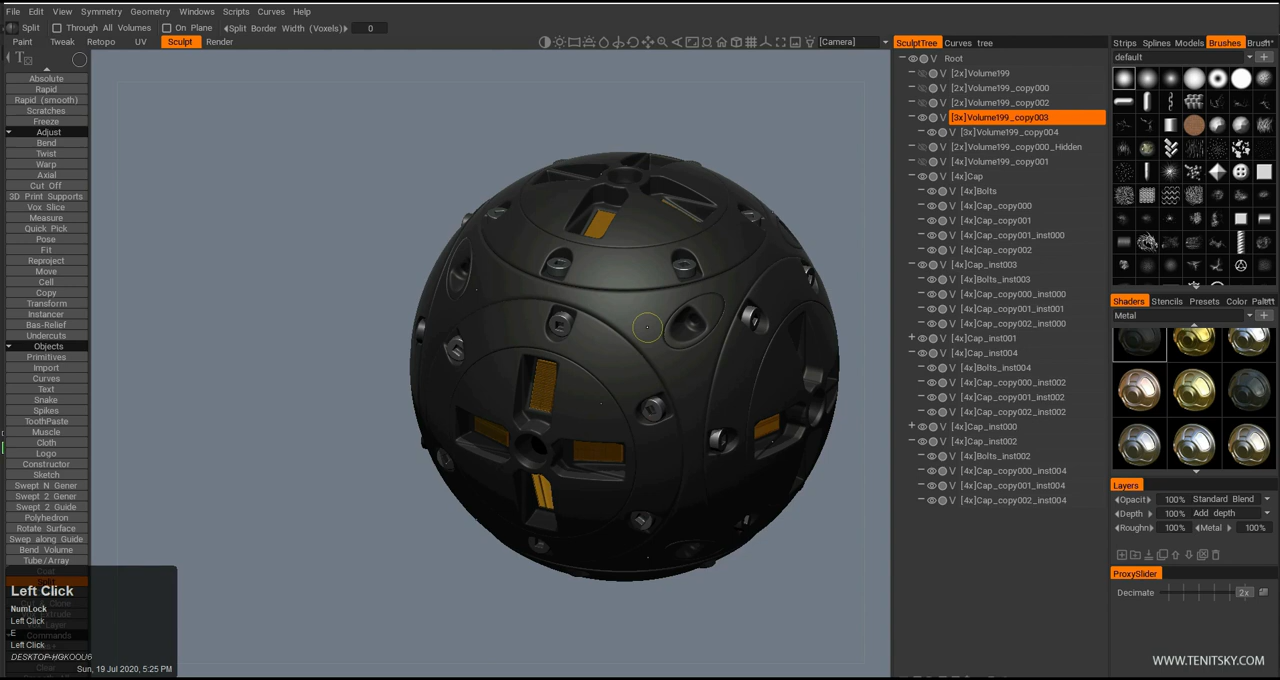 File Edit View Symmetry Geometry Windows Scripts Curves Help
Split Through All Volumes On Plane Split Border Width (Voxels) 0
Paint Tweak Retopo UV Sculpt Render [Camera]
Absolute
Rapid
Rapid (smooth)
Scratches
Freeze
Adjust
Bend
Twist
Warp
Axial
Cut Off
3D Print Supports
Vox Slice
Measure
Quick Pick
Pose
Fit
Reproject
Move
Cell
Copy
Transform
Instancer
Bas-Relief
Undercuts
Objects
Primitives
Import
Curves
Text
Snake
Spikes
ToothPaste
Muscle
Cloth
Logo
Constructor
Sketch
Swept N Gener
Swept 2 Gener
Swept 2 Guide
Polyhedron
Rotate Surface
Swep along Guide
Bend Volume
Tube/Array
Left Click
NumLock
Left Click
E
Left Click
Commands
DESKTOP-HGKOOU6
Clear
Sun, 19 Jul 2020, 5:25 PM
SculptTree Curves tree
Root
[2x]Volume199
[2x]Volume199_copy000
[2x]Volume199_copy002
[3x]Volume199_copy003
[3x]Volume199_copy004
[2x]Volume199_copy000_Hidden
[4x]Volume199_copy001
[4x]Cap
[4x]Bolts
[4x]Cap_copy000
[4x]Cap_copy001
[4x]Cap_copy001_inst000
[4x]Cap_copy002
[4x]Cap_inst003
[4x]Bolts_inst003
[4x]Cap_copy000_inst000
[4x]Cap_copy001_inst001
[4x]Cap_copy002_inst000
[4x]Cap_inst001
[4x]Cap_inst004
[4x]Bolts_inst004
[4x]Cap_copy000_inst002
[4x]Cap_copy001_inst002
[4x]Cap_copy002_inst002
[4x]Cap_inst000
[4x]Cap_inst002
[4x]Bolts_inst002
[4x]Cap_copy000_inst004
[4x]Cap_copy001_inst004
[4x]Cap_copy002_inst004
Strips Splines Models Brushes
default
Shaders Stencils Presets Color
Metal
Layers
Opacit 100% Standard Blend
Depth 100% Add depth
Roughn 100% Metal 100%
ProxySlider
Decimate 2x
WWW.TENITSKY.COM